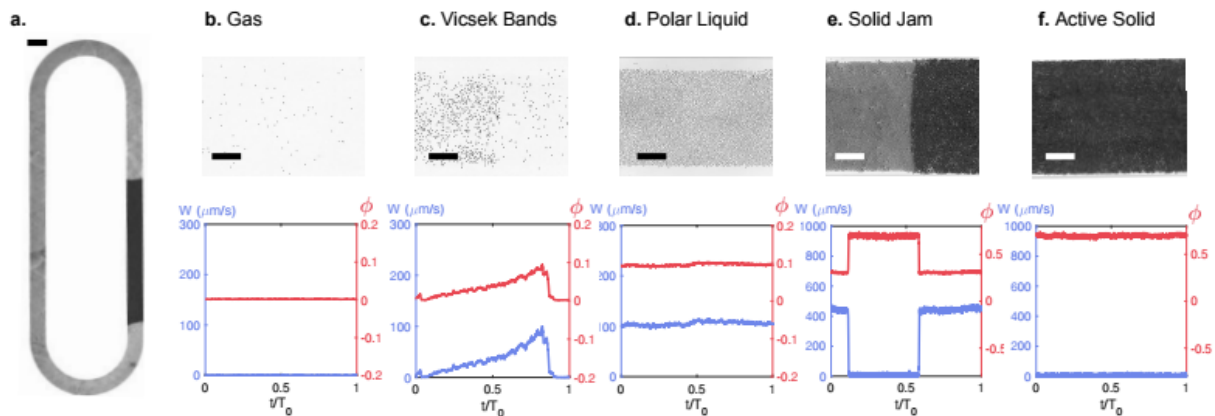 a.
b. Gas
c. Vicsek Bands
d. Polar Liquid
e. Solid Jam
f. Active Solid
W (μm/s) ϕ
300 0.2
200 0.1
150 0
100 -0.1
0 -0.2
0 0.5 1
t/T₀
W (μm/s) ϕ
300 0.2
200 0.1
150 0
100 -0.1
0 -0.2
0 0.5 1
t/T₀
W (μm/s) ϕ
300 0.2
200 0.1
0
100 -0.1
0 -0.2
0 0.5 1
t/T₀
W (μm/s) ϕ
1000
800 0.5
600
400 0
200 -0.5
0
0 0.5 1
t/T₀
W (μm/s) ϕ
1000
800 0.5
600
400 0
200 -0.5
0
0 0.5 1
t/T₀